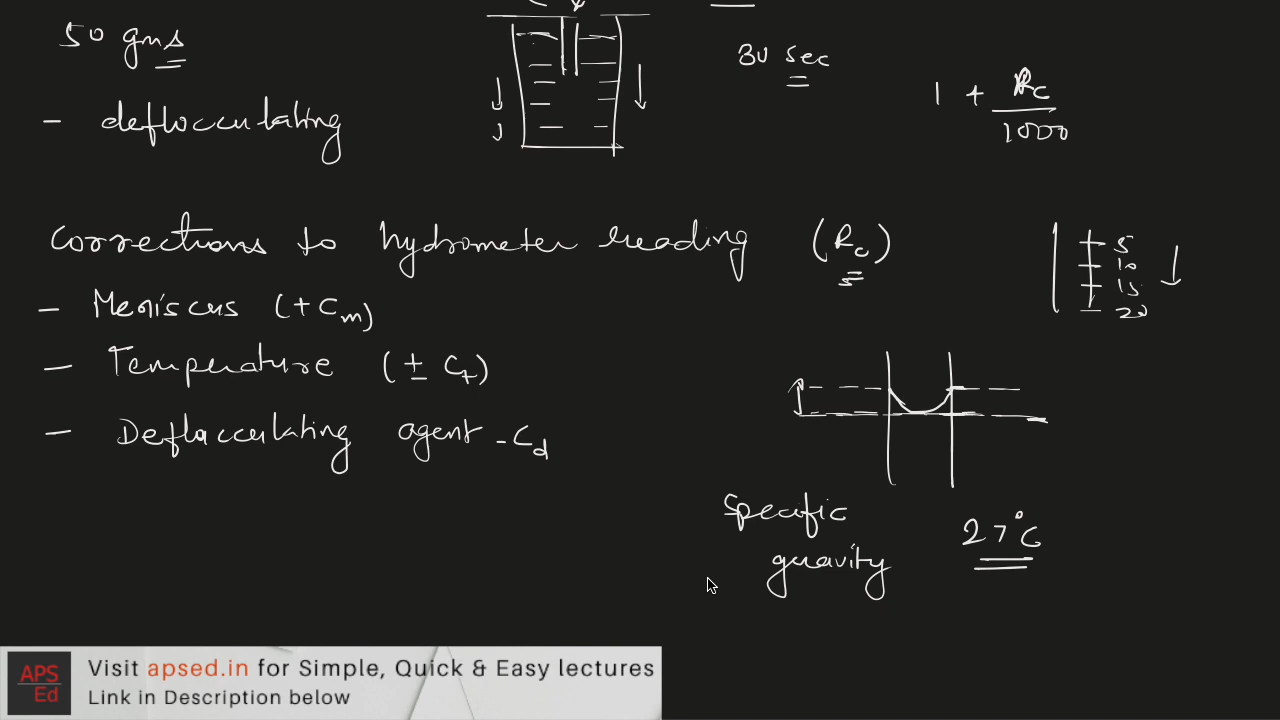 50 gms
- deflocculating
30 sec
1 + Rc
1000
Corrections to hydrometer reading (Rc)
5
10
15
20
- Meniscus (+Cm)
- Temperature (± Ct)
- Deflocculating agent - Cd
Specific
gravity
27°C
APS
Ed
Visit apsed.in for Simple, Quick & Easy lectures
Link in Description below